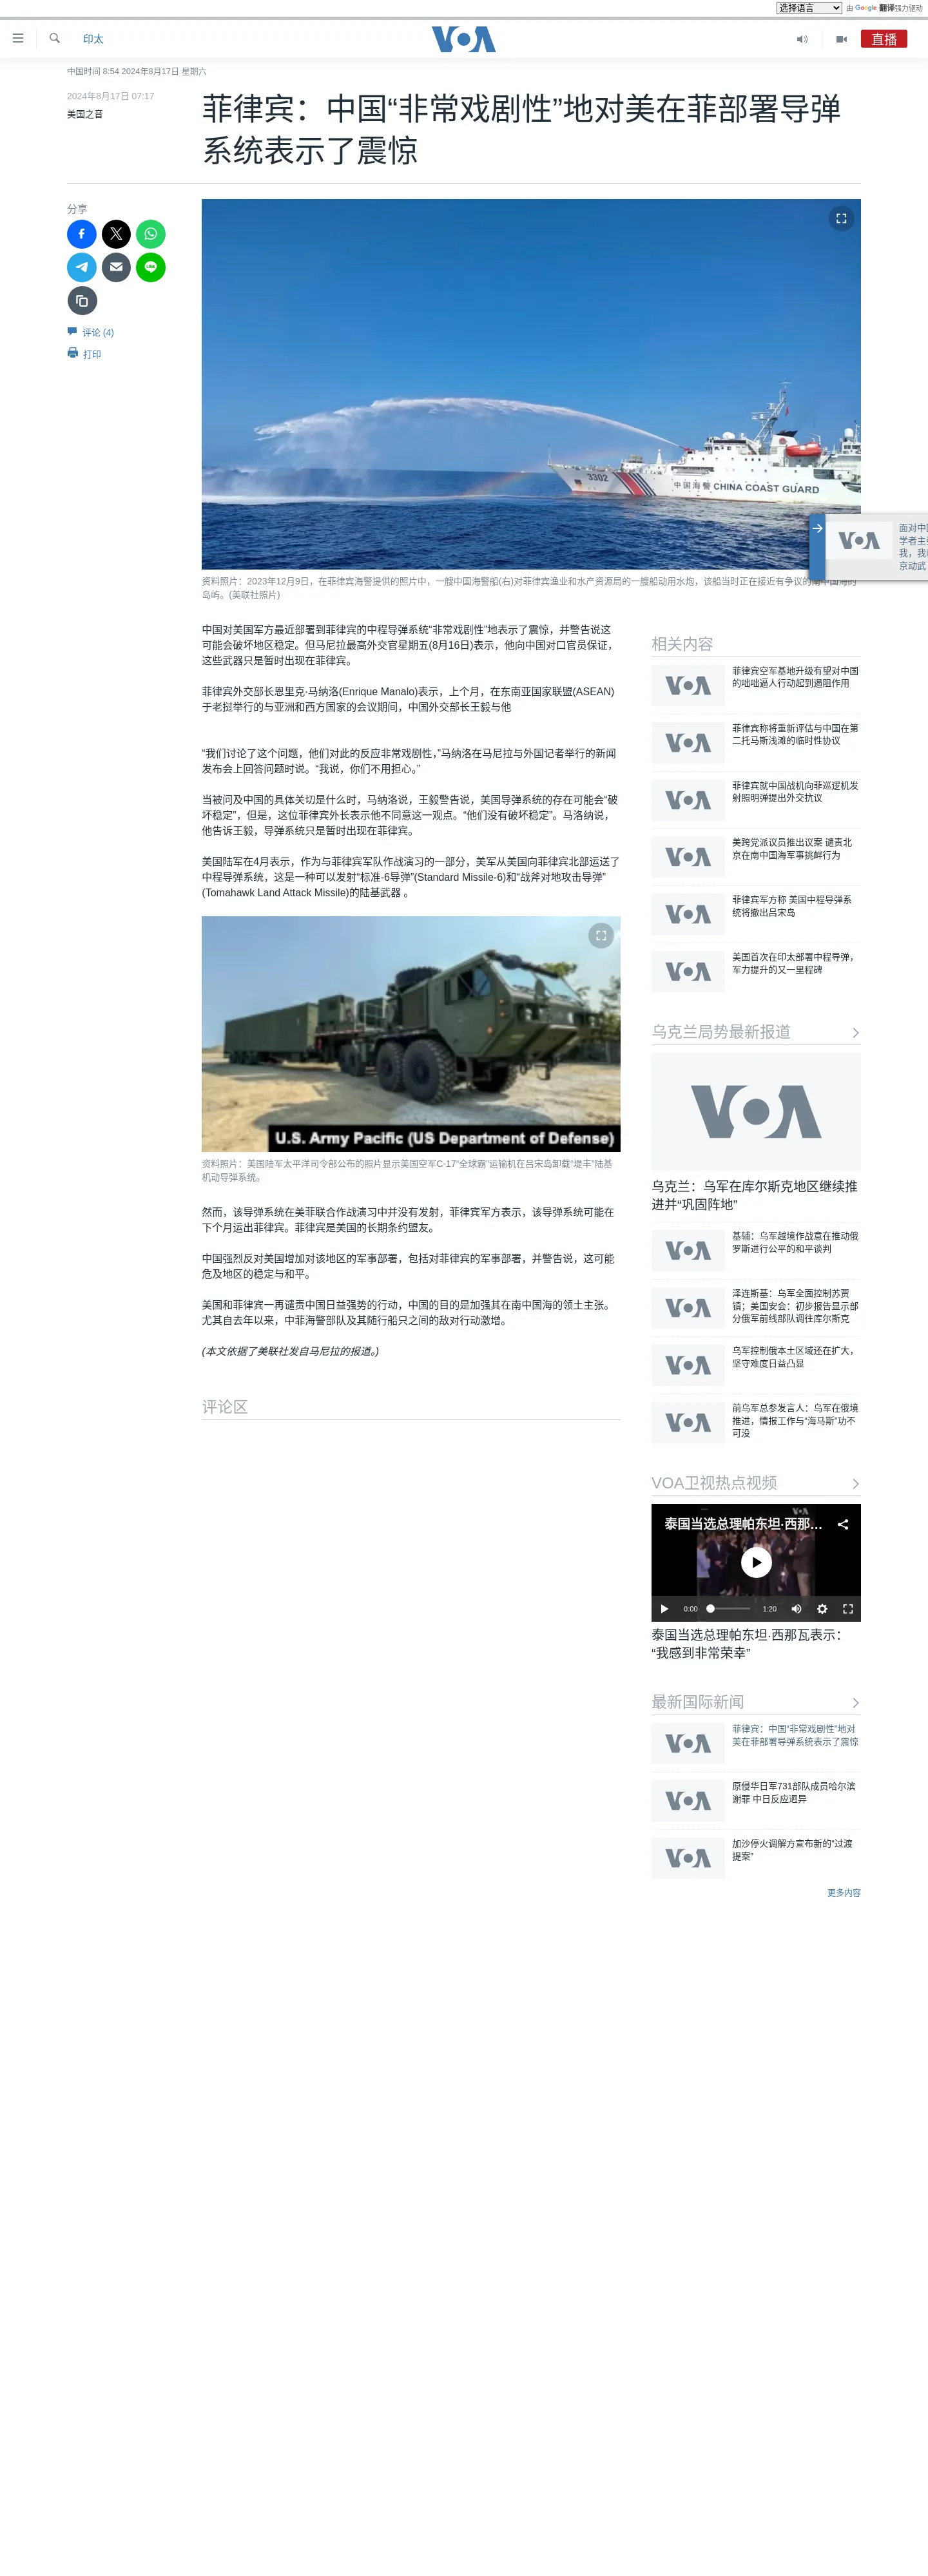 选择语言
由 Google 翻译强力驱动
印太
VOA
直播
中国时间 8:54 2024年8月17日 星期六
2024年8月17日 07:17
美国之音
菲律宾：中国“非常戏剧性”地对美在菲部署导弹
系统表示了震惊
分享
评论 (4)
打印
3302
中国海警 CHINA COAST GUARD
资料照片：2023年12月9日，在菲律宾海警提供的照片中，一艘中国海警船(右)对菲律宾渔业和水产资源局的一艘船动用水炮，该船当时正在接近有争议的南中国海的
岛屿。(美联社照片)
VOA
面对中国
学者主张
我，我
京动武
中国对美国军方最近部署到菲律宾的中程导弹系统“非常戏剧性”地表示了震惊，并警告说这
可能会破坏地区稳定。但马尼拉最高外交官星期五(8月16日)表示，他向中国对口官员保证，
这些武器只是暂时出现在菲律宾。
菲律宾外交部长恩里克·马纳洛(Enrique Manalo)表示，上个月，在东南亚国家联盟(ASEAN)
于老挝举行的与亚洲和西方国家的会议期间，中国外交部长王毅与他
“我们讨论了这个问题，他们对此的反应非常戏剧性，”马纳洛在马尼拉与外国记者举行的新闻
发布会上回答问题时说。“我说，你们不用担心。”
当被问及中国的具体关切是什么时，马纳洛说，王毅警告说，美国导弹系统的存在可能会“破
坏稳定”，但是，这位菲律宾外长表示他不同意这一观点。“他们没有破坏稳定”。马洛纳说，
他告诉王毅，导弹系统只是暂时出现在菲律宾。
美国陆军在4月表示，作为与菲律宾军队作战演习的一部分，美军从美国向菲律宾北部运送了
中程导弹系统，这是一种可以发射“标准-6导弹”(Standard Missile-6)和“战斧对地攻击导弹”
(Tomahawk Land Attack Missile)的陆基武器 。
U.S. Army Pacific (US Department of Defense)
资料照片：美国陆军太平洋司令部公布的照片显示美国空军C-17“全球霸”运输机在吕宋岛卸载“堤丰”陆基
机动导弹系统。
然而，该导弹系统在美菲联合作战演习中并没有发射，菲律宾军方表示，该导弹系统可能在
下个月运出菲律宾。菲律宾是美国的长期条约盟友。
中国强烈反对美国增加对该地区的军事部署，包括对菲律宾的军事部署，并警告说，这可能
危及地区的稳定与和平。
美国和菲律宾一再谴责中国日益强势的行动，中国的目的是加强其在南中国海的领土主张。
尤其自去年以来，中菲海警部队及其随行船只之间的敌对行动激增。
(本文依据了美联社发自马尼拉的报道。)
评论区
相关内容
VOA
菲律宾空军基地升级有望对中国
的咄咄逼人行动起到遏阻作用
VOA
菲律宾称将重新评估与中国在第
二托马斯浅滩的临时性协议
VOA
菲律宾就中国战机向菲巡逻机发
射照明弹提出外交抗议
VOA
美跨党派议员推出议案 谴责北
京在南中国海军事挑衅行为
VOA
菲律宾军方称 美国中程导弹系
统将撤出吕宋岛
VOA
美国首次在印太部署中程导弹，
军力提升的又一里程碑
乌克兰局势最新报道
VOA
乌克兰：乌军在库尔斯克地区继续推
进并“巩固阵地”
VOA
基辅：乌军越境作战意在推动俄
罗斯进行公平的和平谈判
VOA
泽连斯基：乌军全面控制苏贾
镇；美国安会：初步报告显示部
分俄军前线部队调往库尔斯克
VOA
乌军控制俄本土区域还在扩大，
坚守难度日益凸显
VOA
前乌军总参发言人：乌军在俄境
推进，情报工作与“海马斯”功不
可没
VOA卫视热点视频
VOA
泰国当选总理帕东坦·西那...
0:00
1:20
泰国当选总理帕东坦·西那瓦表示：
“我感到非常荣幸”
最新国际新闻
VOA
菲律宾：中国“非常戏剧性”地对
美在菲部署导弹系统表示了震惊
VOA
原侵华日军731部队成员哈尔滨
谢罪 中日反应迥异
VOA
加沙停火调解方宣布新的“过渡
提案”
更多内容